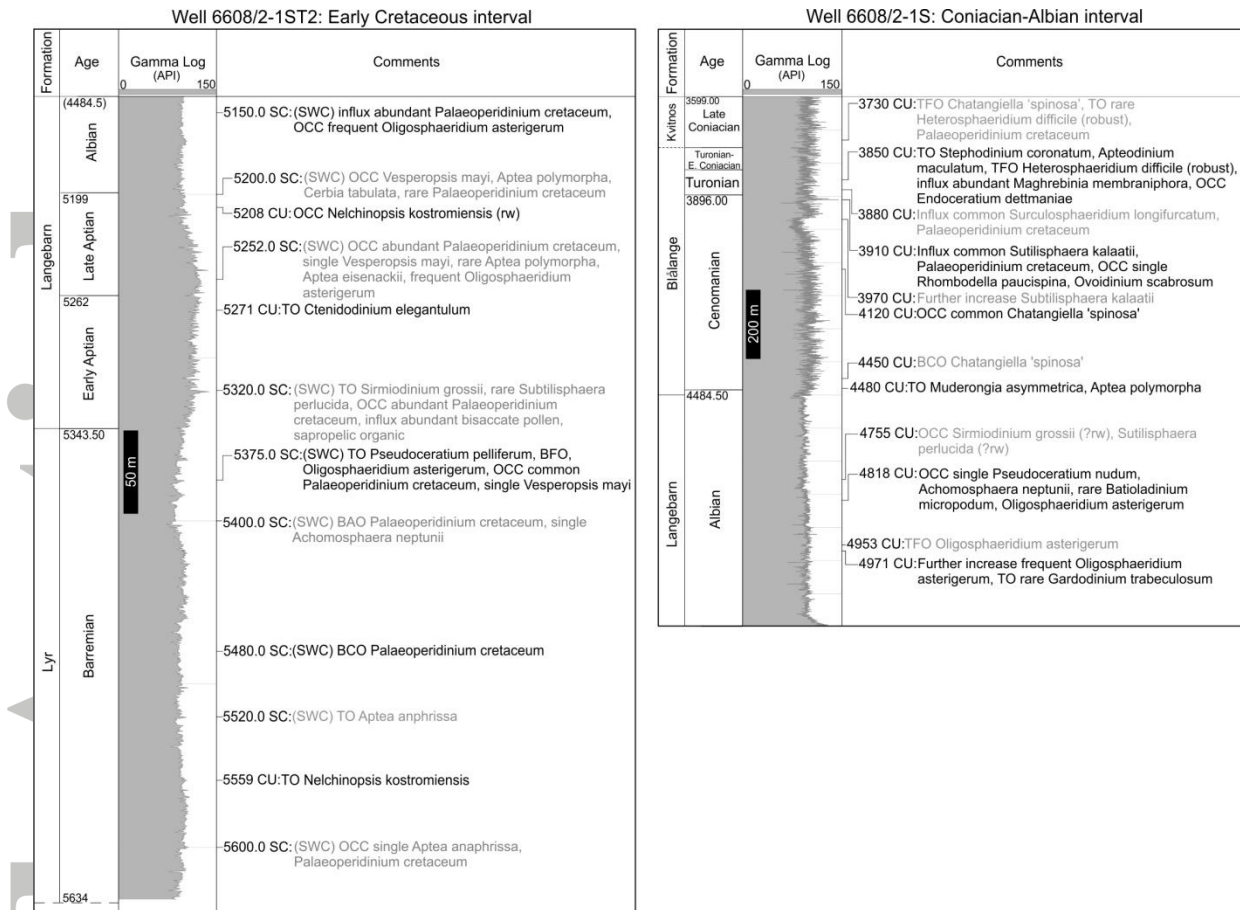 Well 6608/2-1ST2: Early Cretaceous interval
Formation
Age
Gamma Log
(API)
0 150
Comments
Langebarn
Lyr
(4484.5)
Albian
5199
Late Aptian
5262
Early Aptian
5343.50
Barremian
5634
50 m
5150.0 SC:(SWC) influx abundant Palaeoperidinium cretaceum,
OCC frequent Oligosphaeridium asterigerum
5200.0 SC:(SWC) OCC Vesperopsis mayi, Aptea polymorpha,
Cerbia tabulata, rare Palaeoperidinium cretaceum
5208 CU:OCC Nelchinopsis kostromiensis (rw)
5252.0 SC:(SWC) OCC abundant Palaeoperidinium cretaceum,
single Vesperopsis mayi, rare Aptea polymorpha,
Aptea eisenackii, frequent Oligosphaeridium
asterigerum
5271 CU:TO Ctenidodinium elegantulum
5320.0 SC:(SWC) TO Sirmiodinium grossii, rare Subtilisphaera
perlucida, OCC abundant Palaeoperidinium
cretaceum, influx abundant bisaccate pollen,
sapropelic organic
5375.0 SC:(SWC) TO Pseudoceratium pelliferum, BFO,
Oligosphaeridium asterigerum, OCC common
Palaeoperidinium cretaceum, single Vesperopsis mayi
5400.0 SC:(SWC) BAO Palaeoperidinium cretaceum, single
Achomosphaera neptunii
5480.0 SC:(SWC) BCO Palaeoperidinium cretaceum
5520.0 SC:(SWC) TO Aptea anphrissa
5559 CU:TO Nelchinopsis kostromiensis
5600.0 SC:(SWC) OCC single Aptea anaphrissa,
Palaeoperidinium cretaceum
Well 6608/2-1S: Coniacian-Albian interval
Formation
Age
Gamma Log
(API)
0 150
Comments
Kvitnos
Blålange
Langebarn
3599.00
Late
Coniacian
Turonian-
E. Coniacian
Turonian
3896.00
Cenomanian
4484.50
Albian
200 m
3730 CU:TFO Chatangiella 'spinosa', TO rare
Heterosphaeridium difficile (robust),
Palaeoperidinium cretaceum
3850 CU:TO Stephodinium coronatum, Apteodinium
maculatum, TFO Heterosphaeridium difficile (robust),
influx abundant Maghrebinia membraniphora, OCC
Endoceratium dettmaniae
3880 CU:Influx common Surculosphaeridium longifurcatum,
Palaeoperidinium cretaceum
3910 CU:Influx common Sutilisphaera kalaatii,
Palaeoperidinium cretaceum, OCC single
Rhombodella paucispina, Ovoidinium scabrosum
3970 CU:Further increase Subtilisphaera kalaatii
4120 CU:OCC common Chatangiella 'spinosa'
4450 CU:BCO Chatangiella 'spinosa'
4480 CU:TO Muderongia asymmetrica, Aptea polymorpha
4755 CU:OCC Sirmiodinium grossii (?rw), Sutilisphaera
perlucida (?rw)
4818 CU:OCC single Pseudoceratium nudum,
Achomosphaera neptunii, rare Batioladinium
micropodum, Oligosphaeridium asterigerum
4953 CU:TFO Oligosphaeridium asterigerum
4971 CU:Further increase frequent Oligosphaeridium
asterigerum, TO rare Gardodinium trabeculosum